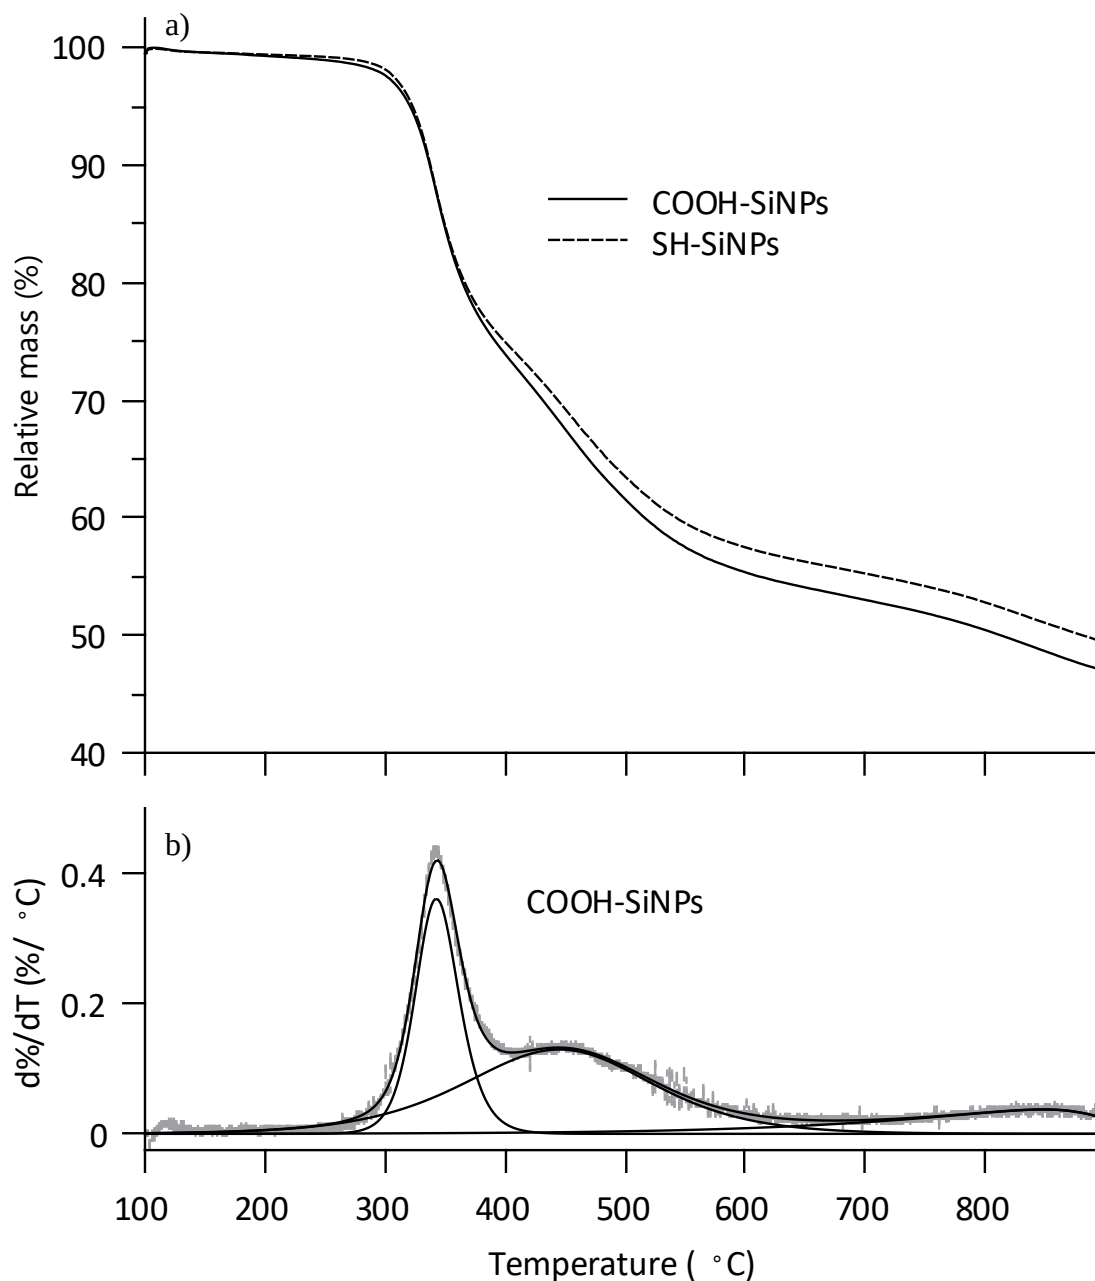 a)
100
90
80
70
60
50
40
Relative mass (%)
COOH-SiNPs
SH-SiNPs
b)
0.4
0.2
0
d%/dT (%/ °C)
COOH-SiNPs
100 200 300 400 500 600 700 800
Temperature ( °C)